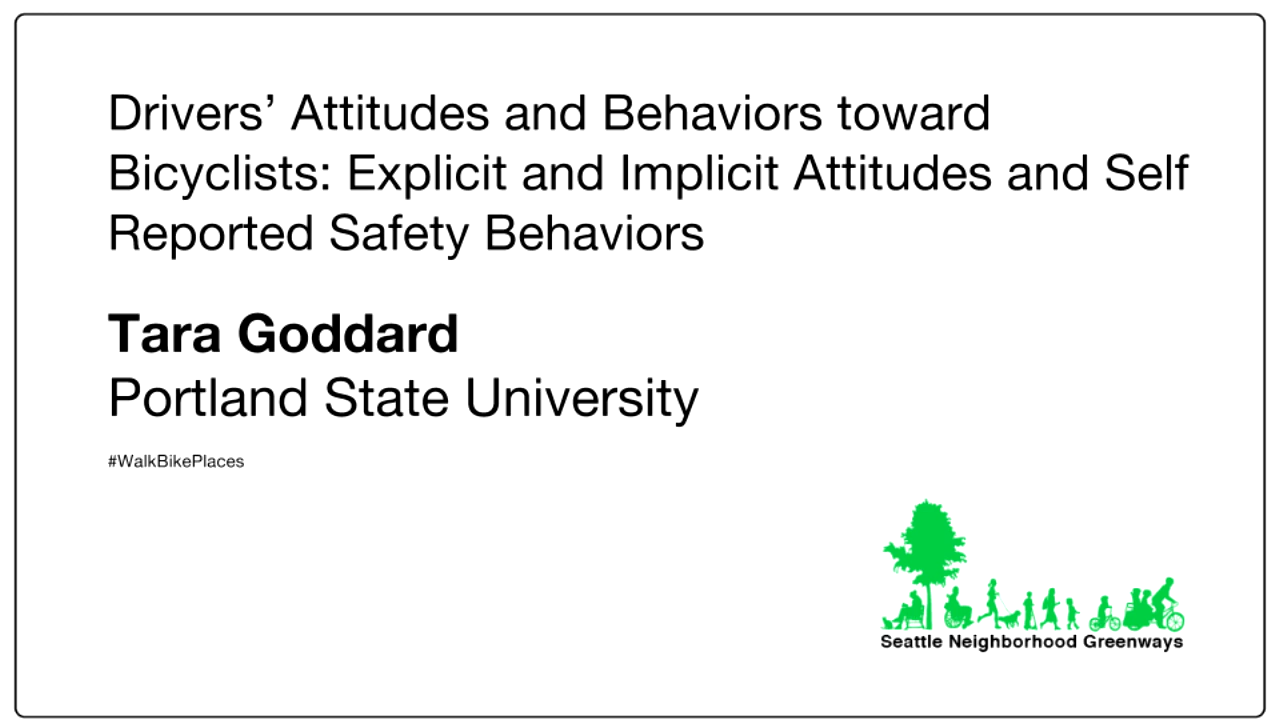 Drivers’ Attitudes and Behaviors toward
Bicyclists: Explicit and Implicit Attitudes and Self
Reported Safety Behaviors
Tara Goddard
Portland State University
#WalkBikePlaces
Seattle Neighborhood Greenways